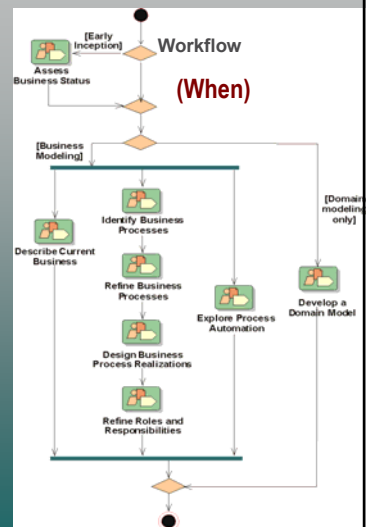 [Early
Inception]
Workflow
Assess
Business Status
(When)
[Business
Modeling]
[Domain
modeling
only]
Identify Business
Processes
Describe Current
Business
Refine Business
Processes
Explore Process
Automation
Develop a
Domain Model
Design Business
Process Realizations
Refine Roles and
Responsibilities